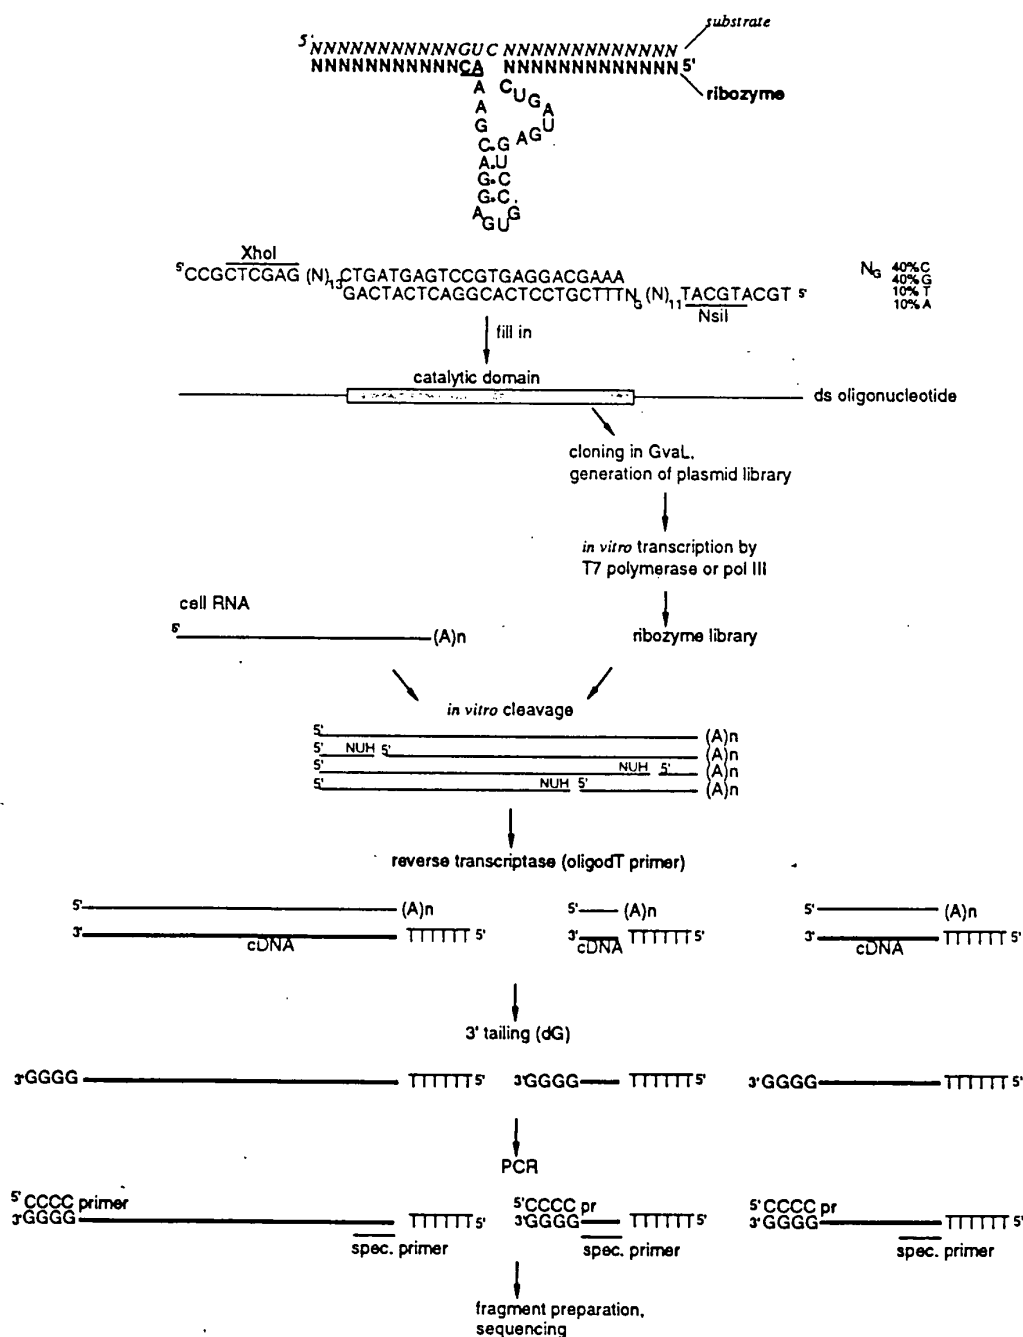 substrate
5'NNNNNNNNNNNGUC NNNNNNNNNNNNN
NNNNNNNNNNNCA NNNNNNNNNNNNN 5'
ribozyme
A CUGAUGAG
A
G
C.G
A.U
G.C
G.C
AGUG
XhoI
5'CCGCTCGAG (N)13CTGATGAGTCCGTGAGGACGAAA
GACTACTCAGGCACTCCTGCTTTNG (N)11 TACGTACGT 5'
NsiI
NG 40%C
40%G
10%T
10%A
fill in
catalytic domain
ds oligonucleotide
cloning in GvaL,
generation of plasmid library
in vitro transcription by
T7 polymerase or pol III
cell RNA
5' (A)n
ribozyme library
in vitro cleavage
5' (A)n
5' NUH 5' (A)n
5' NUH 5' (A)n
5' NUH 5' (A)n
reverse transcriptase (oligodT primer)
5' (A)n 5' (A)n 5' (A)n
3' TTTTTT 5' 3' TTTTTT 5' 3' TTTTTT 5'
cDNA cDNA cDNA
3' tailing (dG)
3'GGGG TTTTTT 5' 3'GGGG TTTTTT 5' 3'GGGG TTTTTT 5'
PCR
5'CCCC primer 5'CCCC pr 5'CCCC pr
3'GGGG TTTTTT 5' 3'GGGG TTTTTT 5' 3'GGGG TTTTTT 5'
spec. primer spec. primer spec. primer
fragment preparation,
sequencing